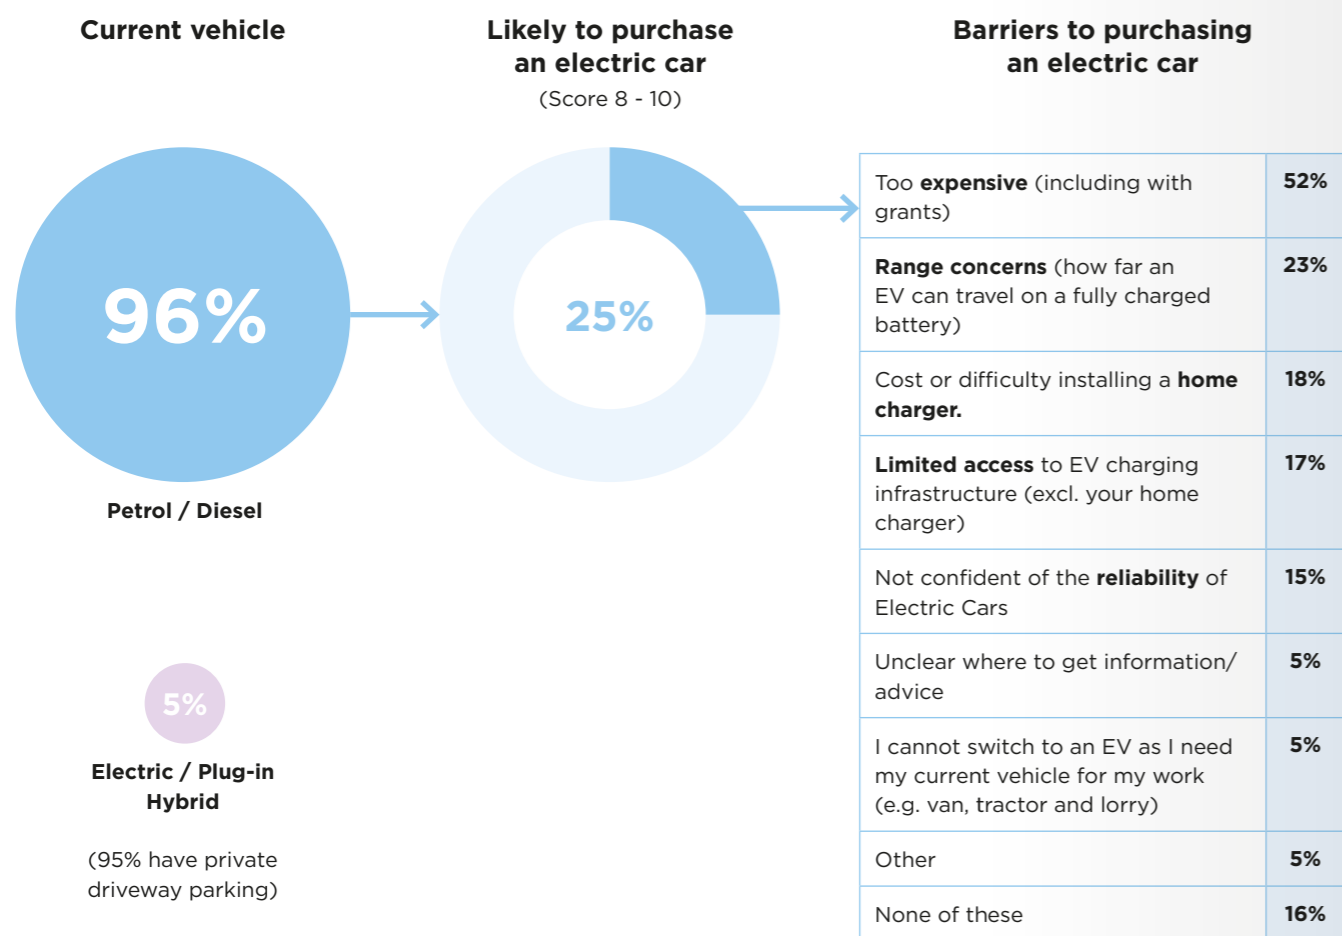 Current vehicle
96%
Petrol / Diesel
5%
Electric / Plug-in
Hybrid
(95% have private
driveway parking)
Likely to purchase
an electric car
(Score 8 - 10)
25%
Barriers to purchasing
an electric car
Too expensive (including with
grants)
52%
Range concerns (how far an
EV can travel on a fully charged
battery)
23%
Cost or difficulty installing a home
charger.
18%
Limited access to EV charging
infrastructure (excl. your home
charger)
17%
Not confident of the reliability of
Electric Cars
15%
Unclear where to get information/
advice
5%
I cannot switch to an EV as I need
my current vehicle for my work
(e.g. van, tractor and lorry)
5%
Other
5%
None of these
16%